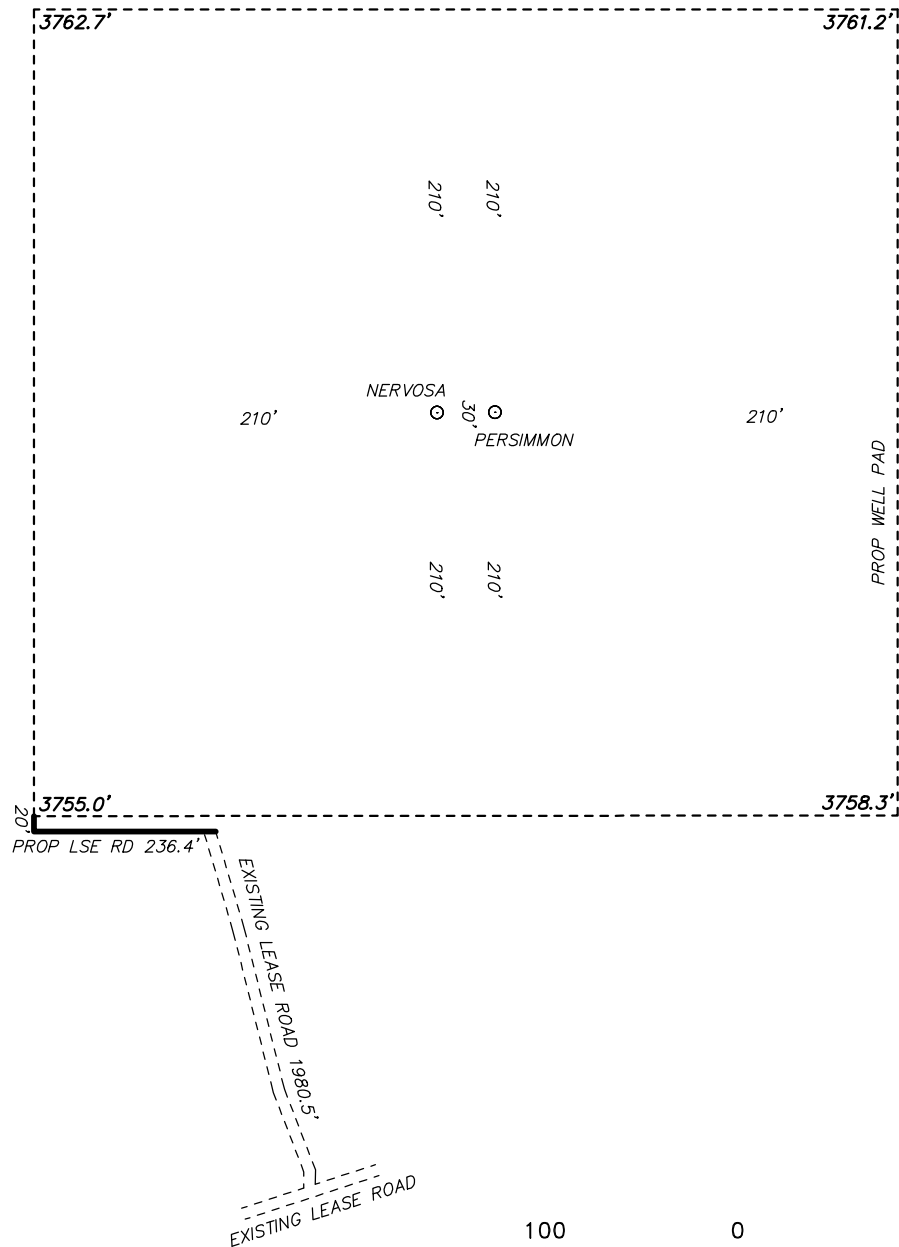 3762.7'
3761.2'
210'
210'
NERVOSA
210'
30'
210'
PERSIMMON
PROP WELL PAD
210'
210'
3755.0'
3758.3'
20'
PROP LSE RD 236.4'
EXISTING LEASE ROAD 1980.5'
EXISTING LEASE ROAD
100
0